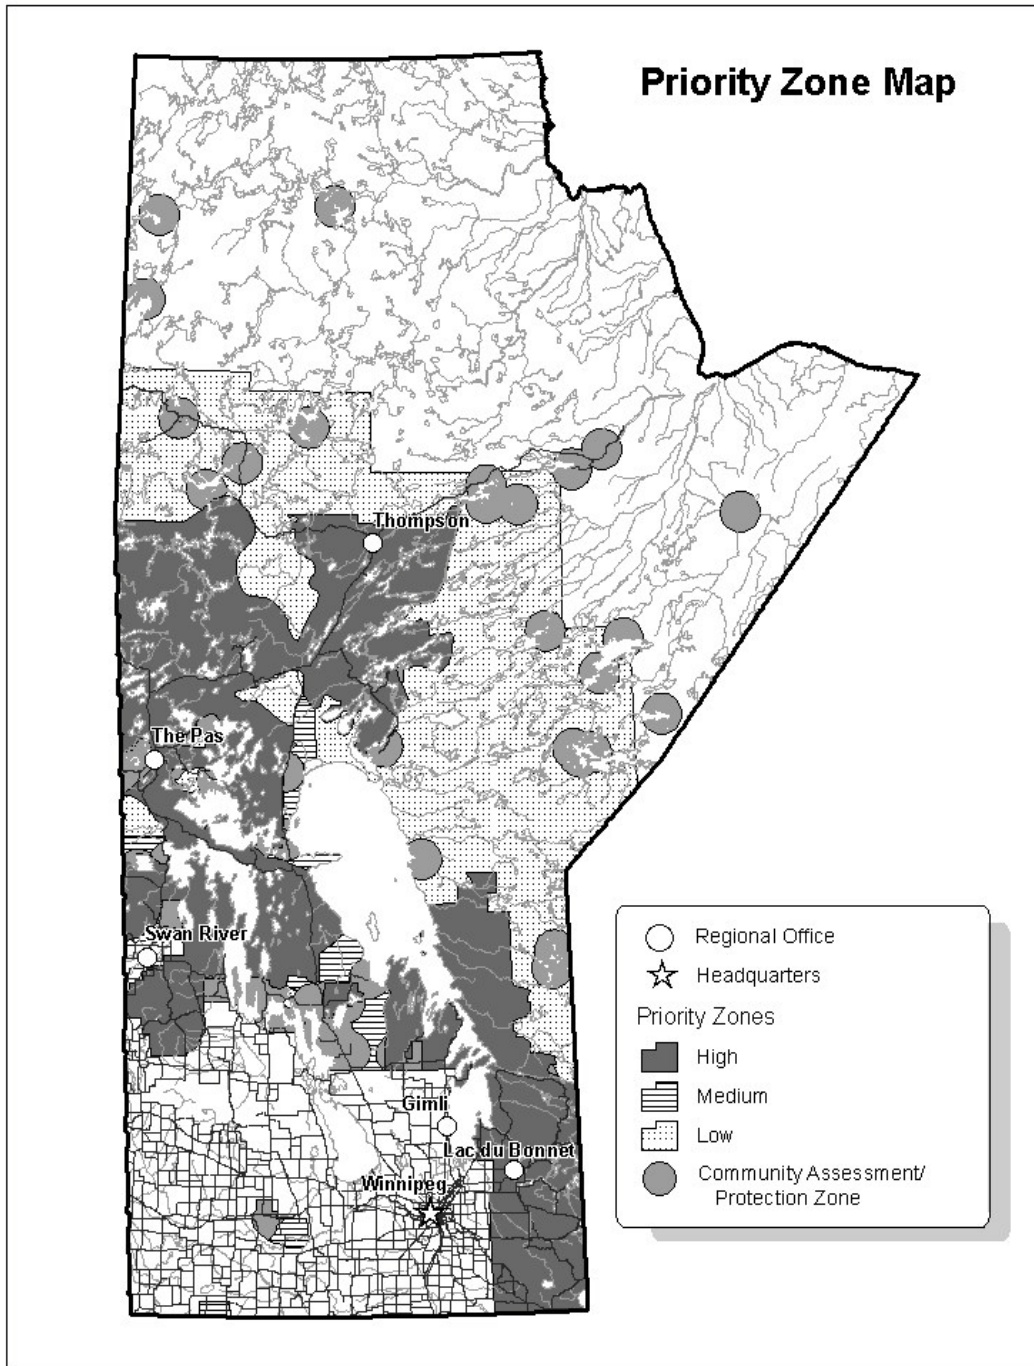 Priority Zone Map
Thompson
The Pas
Swan River
Gimli
Lac du Bonnet
Winnipeg
Regional Office
Headquarters
Priority Zones
High
Medium
Low
Community Assessment/
Protection Zone